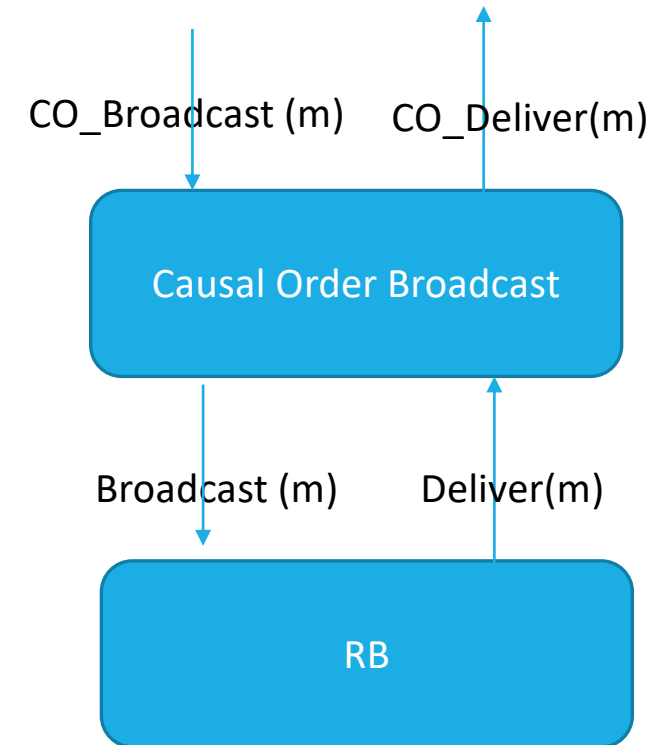 CO_Broadcast (m)
CO_Deliver(m)
Causal Order Broadcast
Broadcast (m)
Deliver(m)
RB